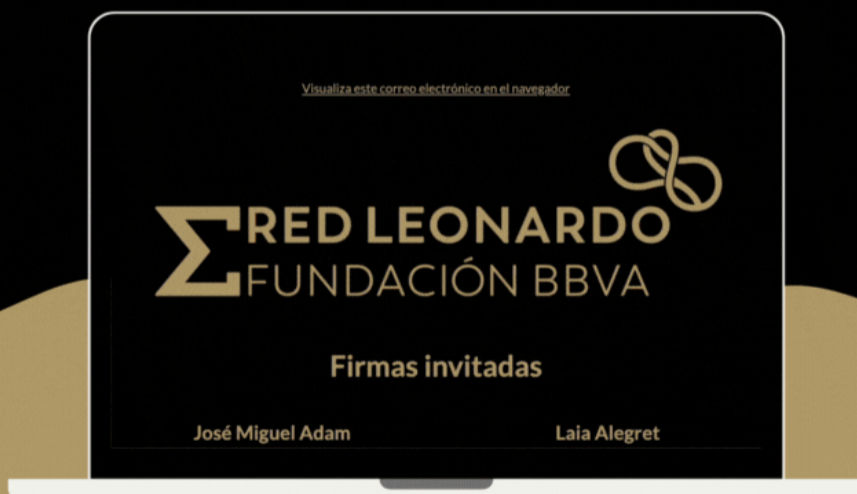 Visualiza este correo electrónico en el navegador
RED LEONARDO
FUNDACIÓN BBVA
Firmas invitadas
José Miguel Adam
Laia Alegret